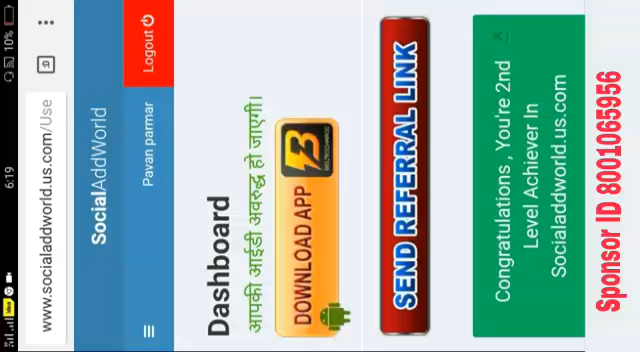 10%
6:19
www.socialaddworld.us.com/Use
SocialAddWorld
Pavan parmar
Logout
Dashboard
आपकी आईडी अवरुद्ध हो जाएगी।
DOWNLOAD APP
SEND REFERRAL LINK
x
Congratulations , You're 2nd
Level Achiever In
Socialaddworld.us.com
Sponsor ID 8001065956